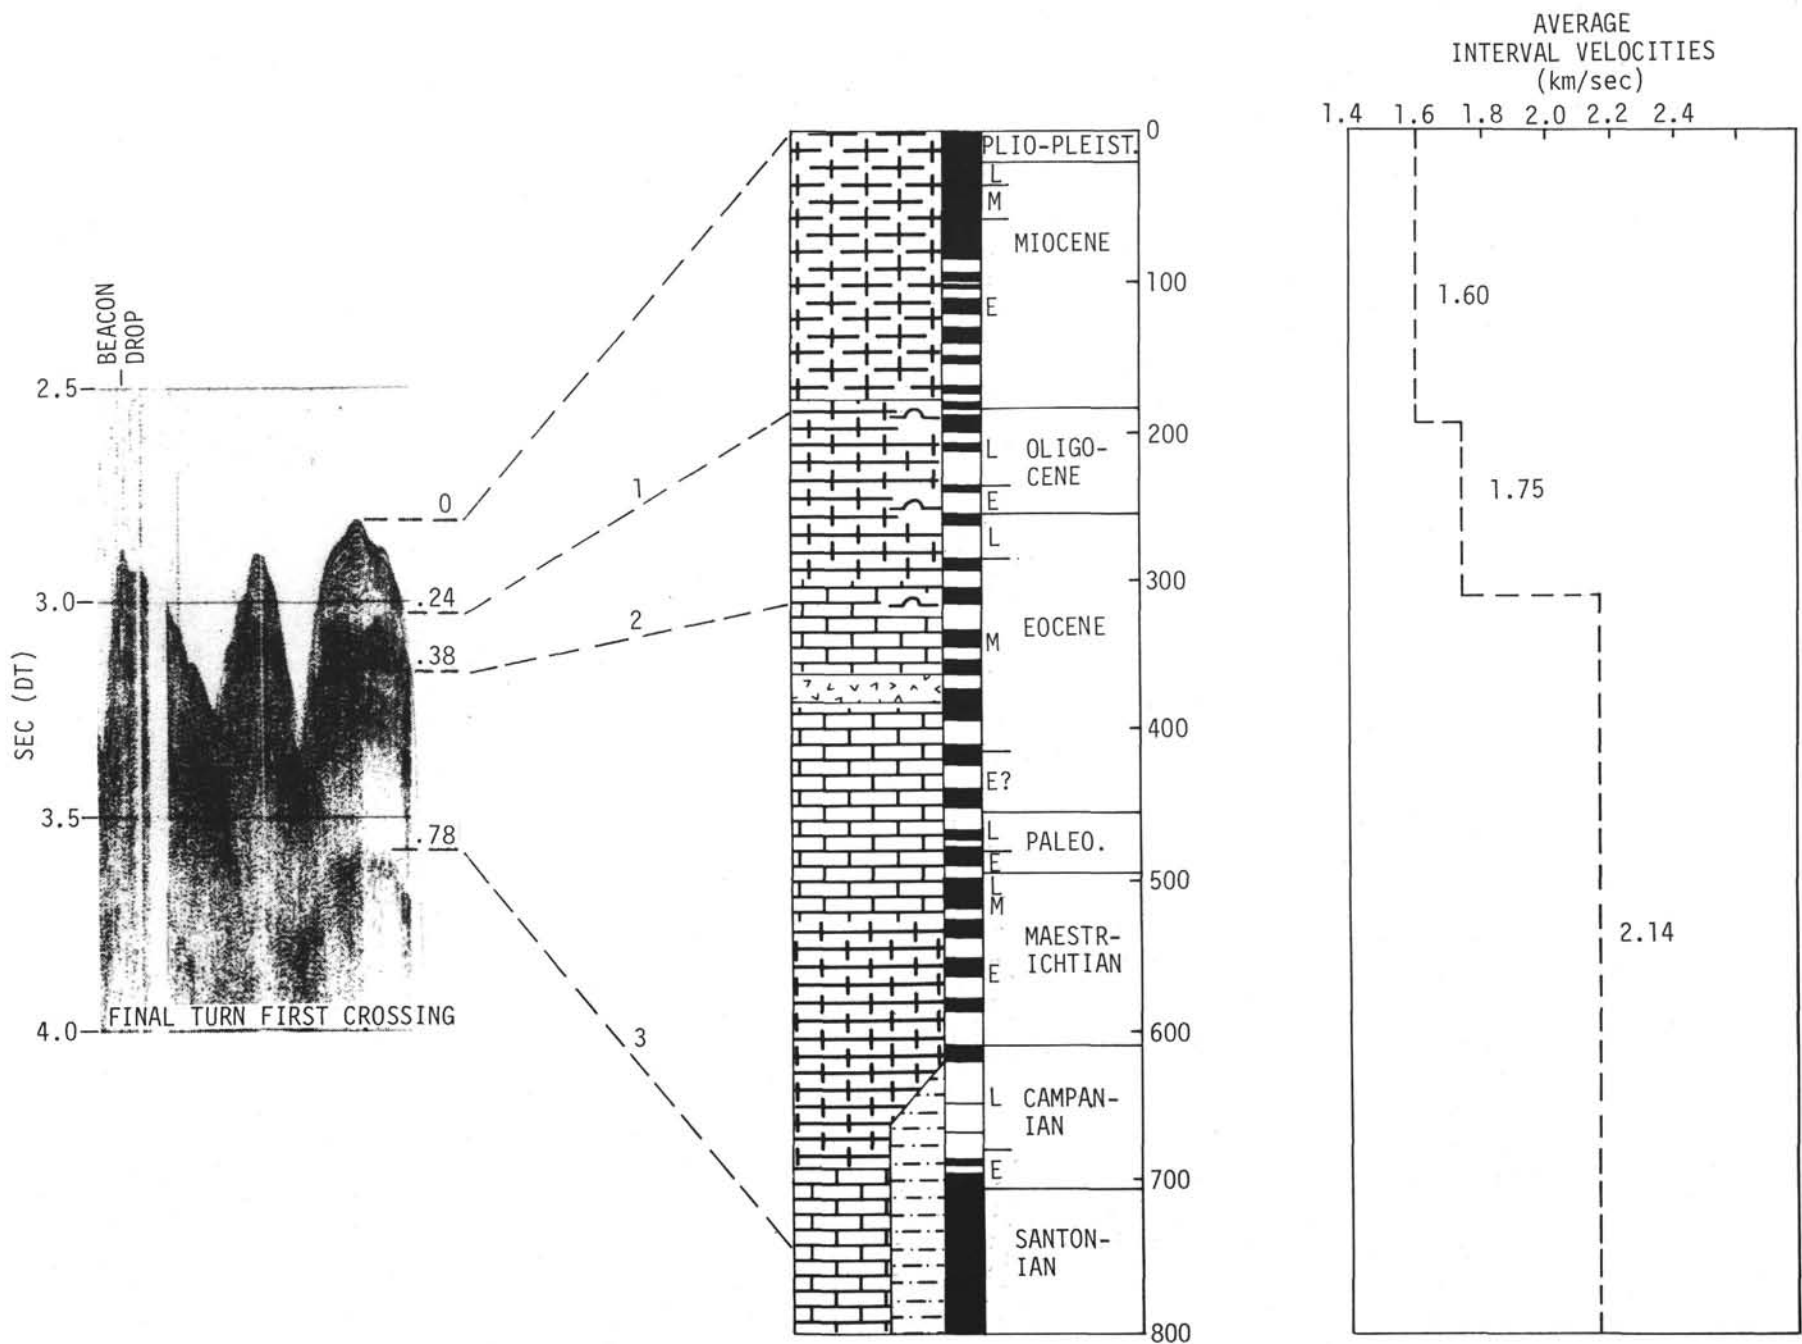 AVERAGE
INTERVAL VELOCITIES
(km/sec)
1.4 1.6 1.8 2.0 2.2 2.4
BEACON
DROP
SEC (DT)
2.5
3.0
3.5
4.0
0
.24
.38
.78
FINAL TURN FIRST CROSSING
1
2
3
PLIO-PLEIST.
L
M
MIOCENE
E
L
OLIGO-
CENE
E
L
EOCENE
M
E?
L
PALEO.
E
L
M
MAESTR-
ICHTIAN
E
L
CAMPAN-
IAN
E
SANTON-
IAN
0
100
200
300
400
500
600
700
800
1.60
1.75
2.14